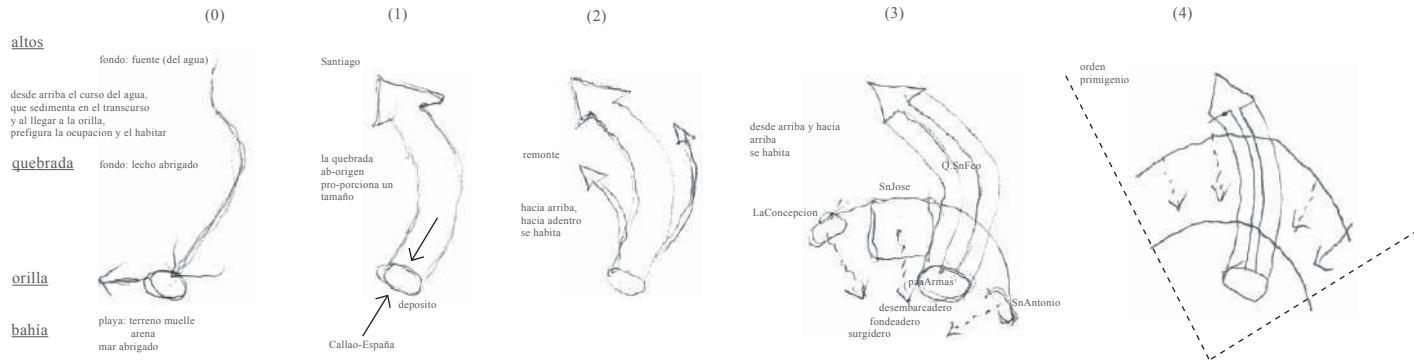 (0)
(1)
(2)
(3)
(4)
altos
fondo: fuente (del agua)
desde arriba el curso del agua,
que sedimenta en el transcurso
y al llegar a la orilla,
prefigura la ocupacion y el habitar
quebrada
fondo: lecho abrigado
orilla
bahía
playa: terreno muelle
arena
mar abrigado
Santiago
la quebrada
ab-origen
pro-porciona un
tamaño
deposito
Callao-España
remonte
hacia arriba,
hacia adentro
se habita
desde arriba y hacia
arriba
se habita
Q.SnFco
SnJose
LaConcepcion
pzaArmas
desembarcadero
fondeadero
surgidero
SnAntonio
orden
primigenio